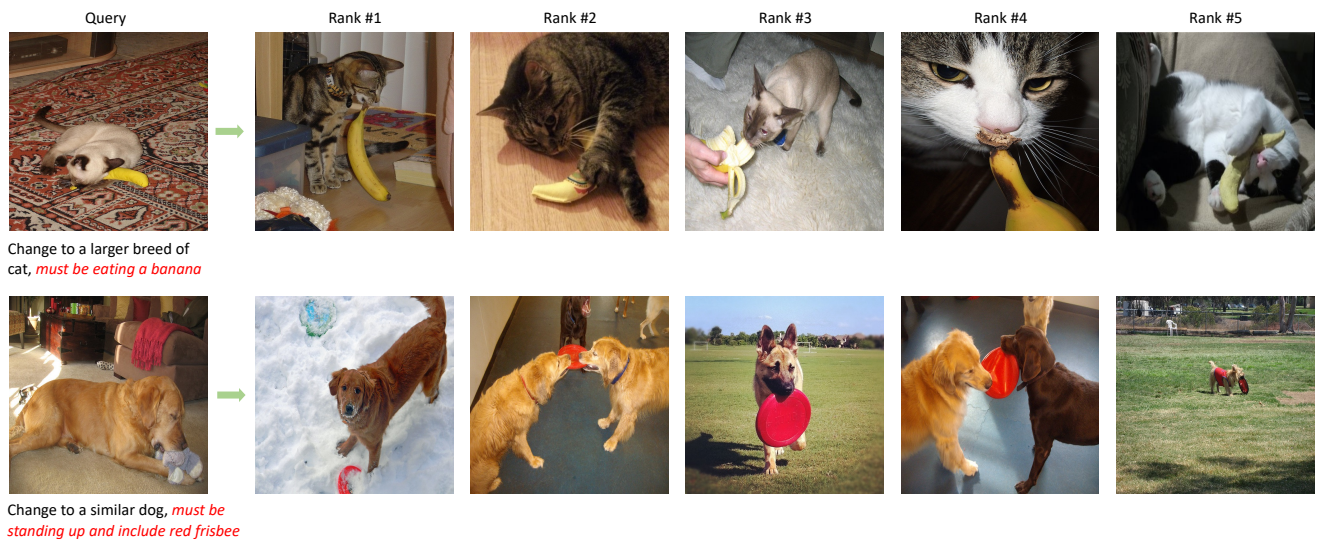 Query
Rank #1
Rank #2
Rank #3
Rank #4
Rank #5
Change to a larger breed of
cat, must be eating a banana
Change to a similar dog, must be
standing up and include red frisbee